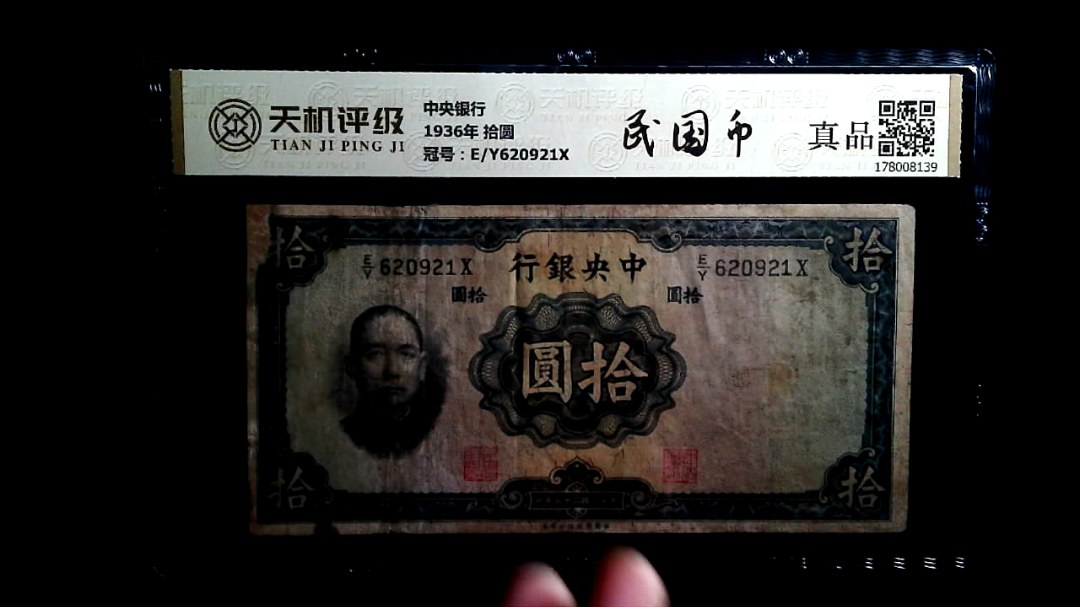 天机评级
TIAN JI PING JI
中央银行
1936年 拾圆
冠号：E/Y620921X
民国币
真品
178008139
拾
拾
E/Y 620921X
行銀央中
E/Y 620921X
圓拾
圓拾
圓拾
拾
拾